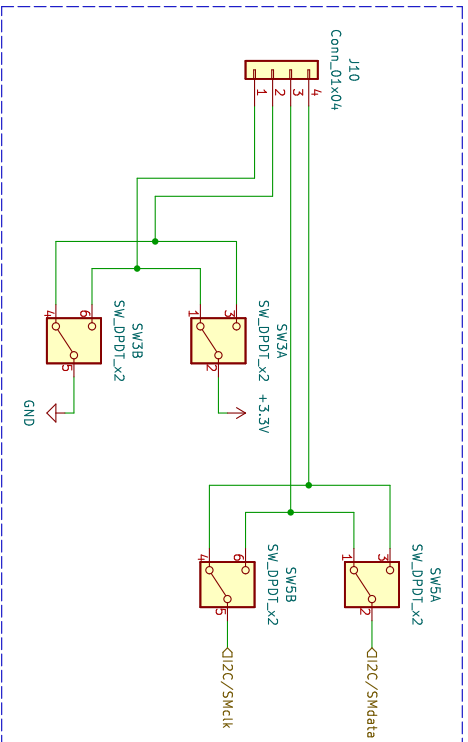 J10
Conn_01x04
1
2
3
4
SW3A
SW_DPDT_x2
3
1
2
+3.3V
SW3B
SW_DPDT_x2
6
4
5
GND
SW5A
SW_DPDT_x2
3
1
2
I2C/SMdata
SW5B
SW_DPDT_x2
6
4
5
I2C/SMclk